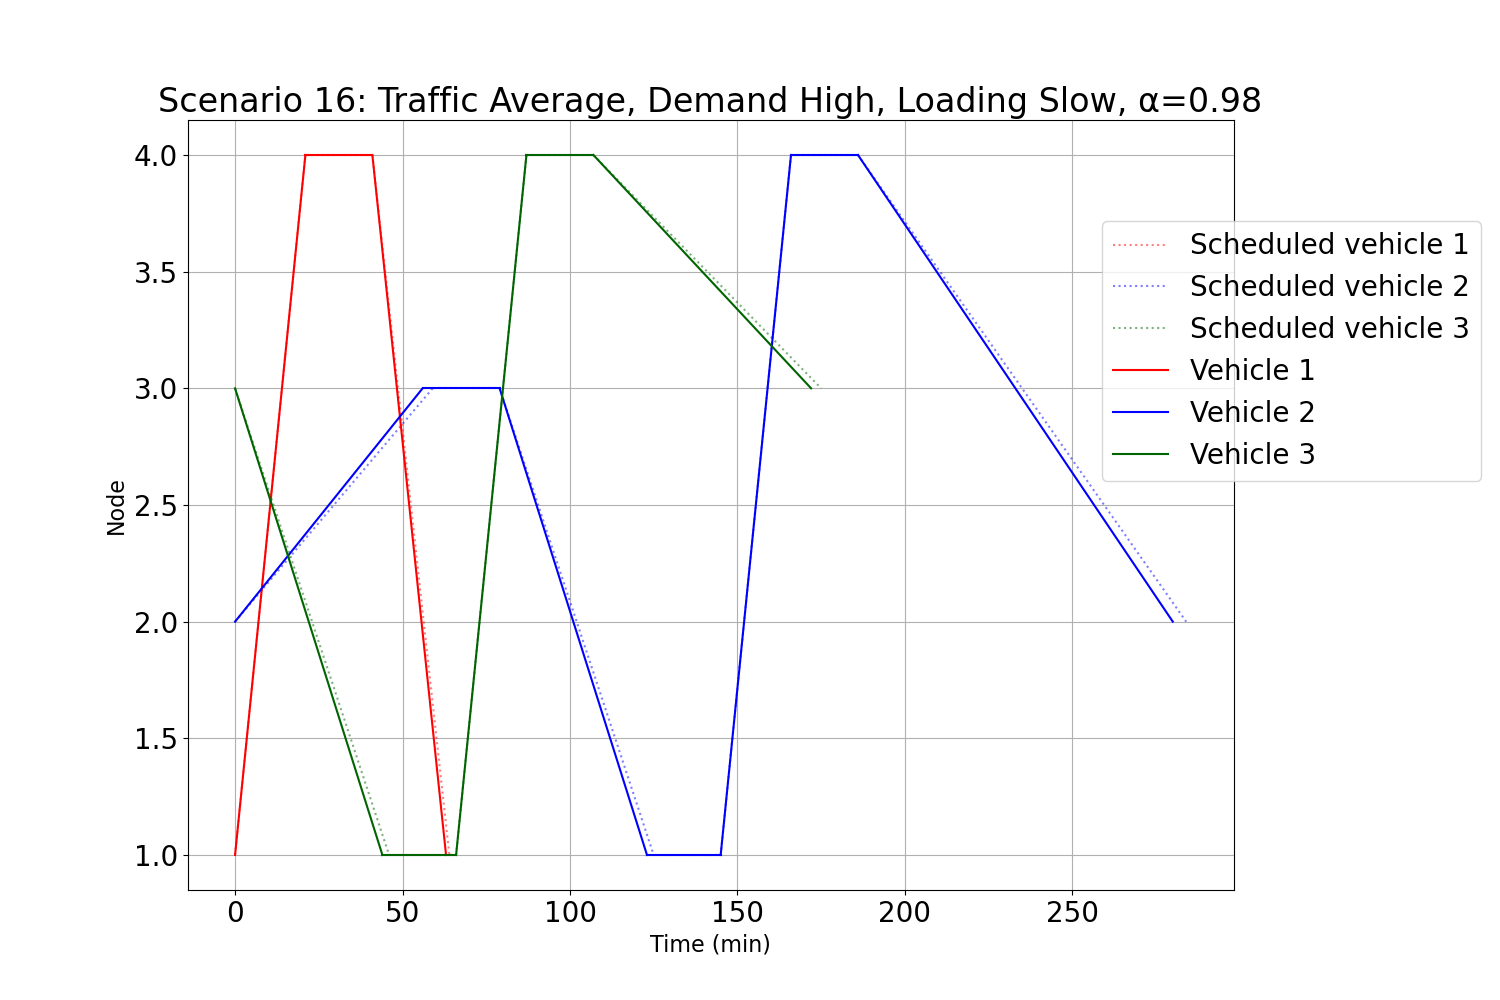 Scenario 16: Traffic Average, Demand High, Loading Slow, α=0.98
4.0
3.5
3.0
2.5
2.0
1.5
1.0
Node
0 50 100 150 200 250
Time (min)
Scheduled vehicle 1
Scheduled vehicle 2
Scheduled vehicle 3
Vehicle 1
Vehicle 2
Vehicle 3